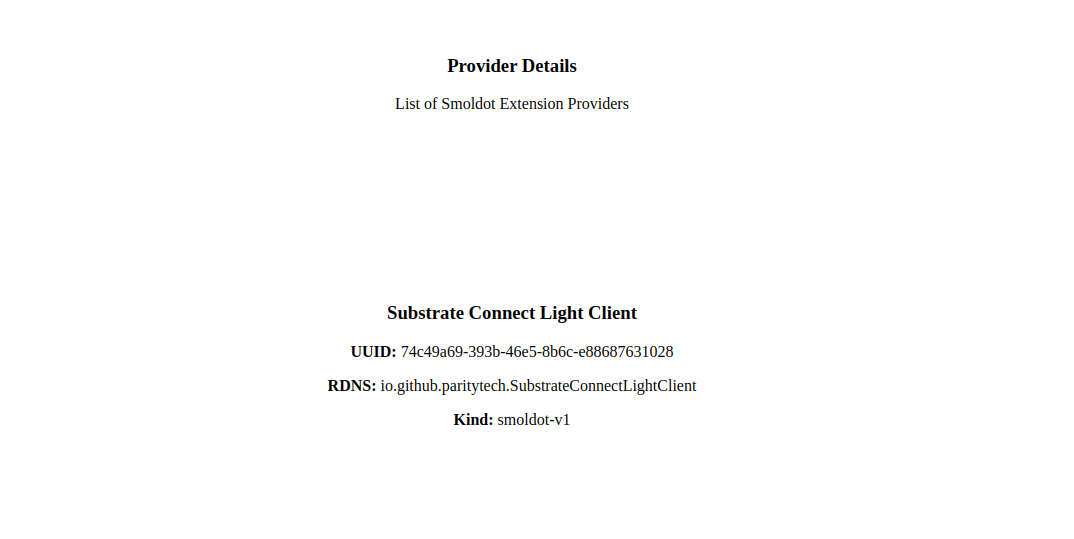 Provider Details
List of Smoldot Extension Providers
Substrate Connect Light Client
UUID: 74c49a69-393b-46e5-8b6c-e88687631028
RDNS: io.github.paritytech.SubstrateConnectLightClient
Kind: smoldot-v1